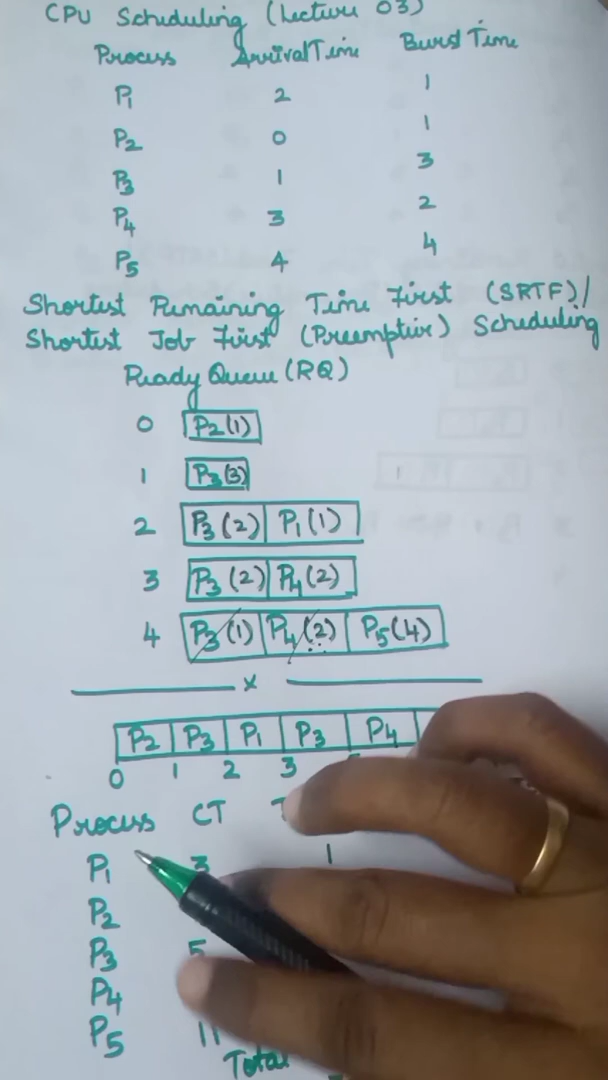 CPU Scheduling (Lecture 03)
Process Arrival Time Burst Time
P1 2 1
P2 0 1
P3 1 3
P4 3 2
P5 4 4
Shortest Remaining Time First (SRTF)/
Shortest Job First (Preemptive) Scheduling
Ready Queue (RQ)
0 P2(1)
1 P3(3)
2 P3(2) P1(1)
3 P3(2) P4(2)
4 P3(1) P4(2) P5(4)
x
P2 P3 P1 P3 P4
0 1 2 3
Process CT
P1 3 1
P2
P3 5
P4
P5 11
Total